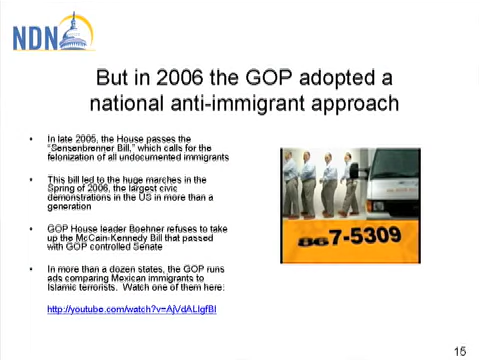 NDN
But in 2006 the GOP adopted a
national anti-immigrant approach
• In late 2005, the House passes the
"Sensenbrenner Bill," which calls for the
felonization of all undocumented immigrants
• This bill led to the huge marches in the
Spring of 2006, the largest civic
demonstrations in the US in more than a
generation
• GOP House leader Boehner refuses to take
up the McCain-Kennedy Bill that passed
with GOP controlled Senate
• In more than a dozen states, the GOP runs
ads comparing Mexican immigrants to
Islamic terrorists. Watch one of them here:
http://youtube.com/watch?v=AjVdALIgfBI
867-5309
15